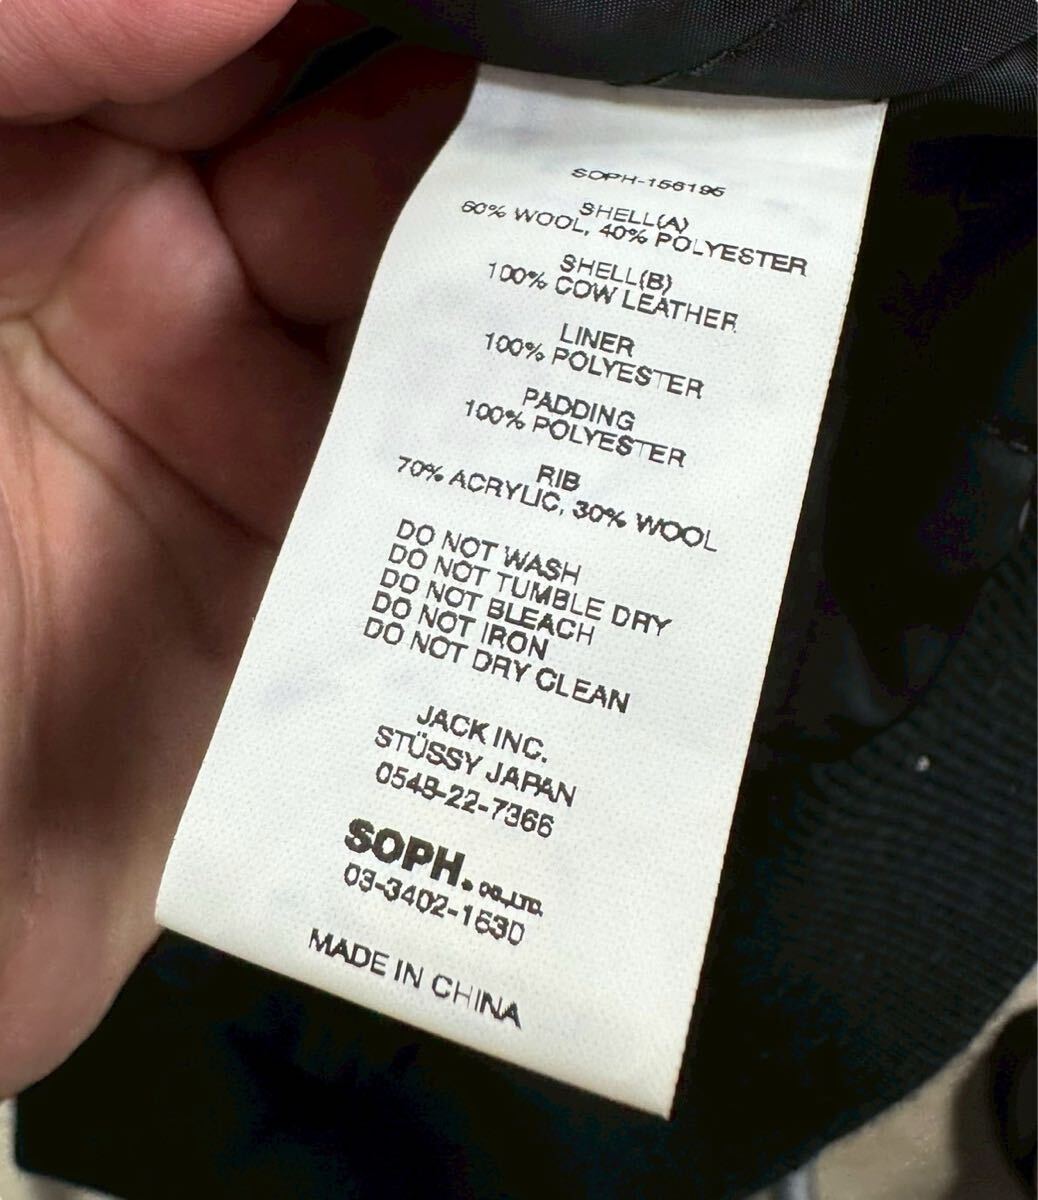 SOPH-156195
SHELL(A)
60% WOOL, 40% POLYESTER
SHELL(B)
100% COW LEATHER
LINER
100% POLYESTER
PADDING
100% POLYESTER
RIB
70% ACRYLIC, 30% WOOL
DO NOT WASH
DO NOT TUMBLE DRY
DO NOT BLEACH
DO NOT IRON
DO NOT DRY CLEAN
JACK INC.
STÜSSY JAPAN
0548-22-7366
SOPH. CO.,LTD.
03-3402-1530
MADE IN CHINA